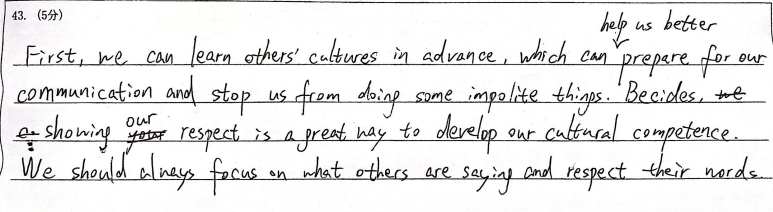 43. (5分)
help us better
First, we can learn others' cultures in advance, which can prepare for our
communication and stop us from doing some impolite things. Becides, we
our
a showing your respect is a great way to develop our cultural competence.
We should always focus on what others are saying and respect their words.